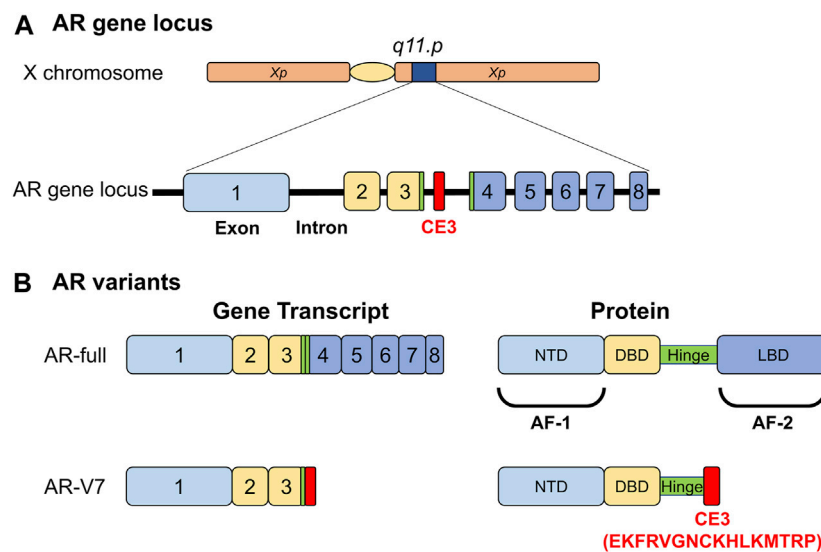 A AR gene locus
q11.p
X chromosome Xp Xp
AR gene locus 1 2 3 4 5 6 7 8
Exon Intron CE3
B AR variants
Gene Transcript Protein
AR-full 1 2 3 4 5 6 7 8 NTD DBD Hinge LBD
AF-1 AF-2
AR-V7 1 2 3 NTD DBD Hinge
CE3
(EKFRVGNCKHLKMTRP)